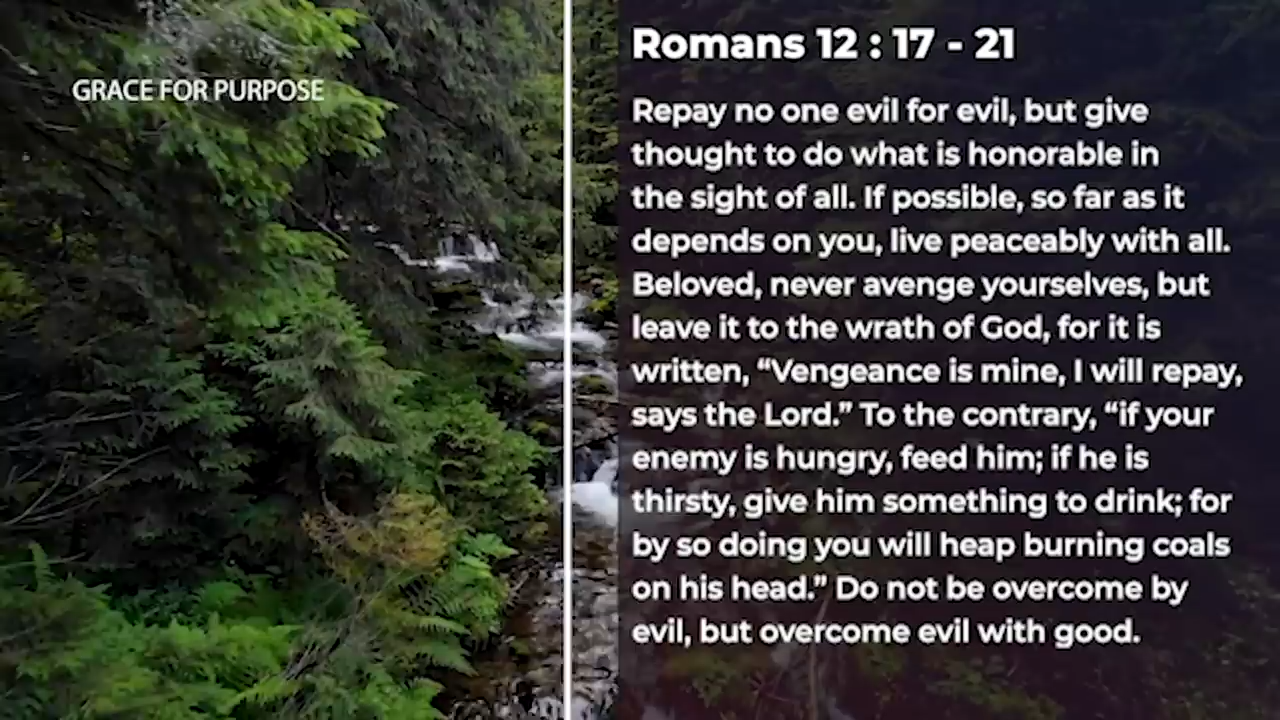 GRACE FOR PURPOSE
Romans 12 : 17 - 21
Repay no one evil for evil, but give
thought to do what is honorable in
the sight of all. If possible, so far as it
depends on you, live peaceably with all.
Beloved, never avenge yourselves, but
leave it to the wrath of God, for it is
written, “Vengeance is mine, I will repay,
says the Lord.” To the contrary, “if your
enemy is hungry, feed him; if he is
thirsty, give him something to drink; for
by so doing you will heap burning coals
on his head.” Do not be overcome by
evil, but overcome evil with good.